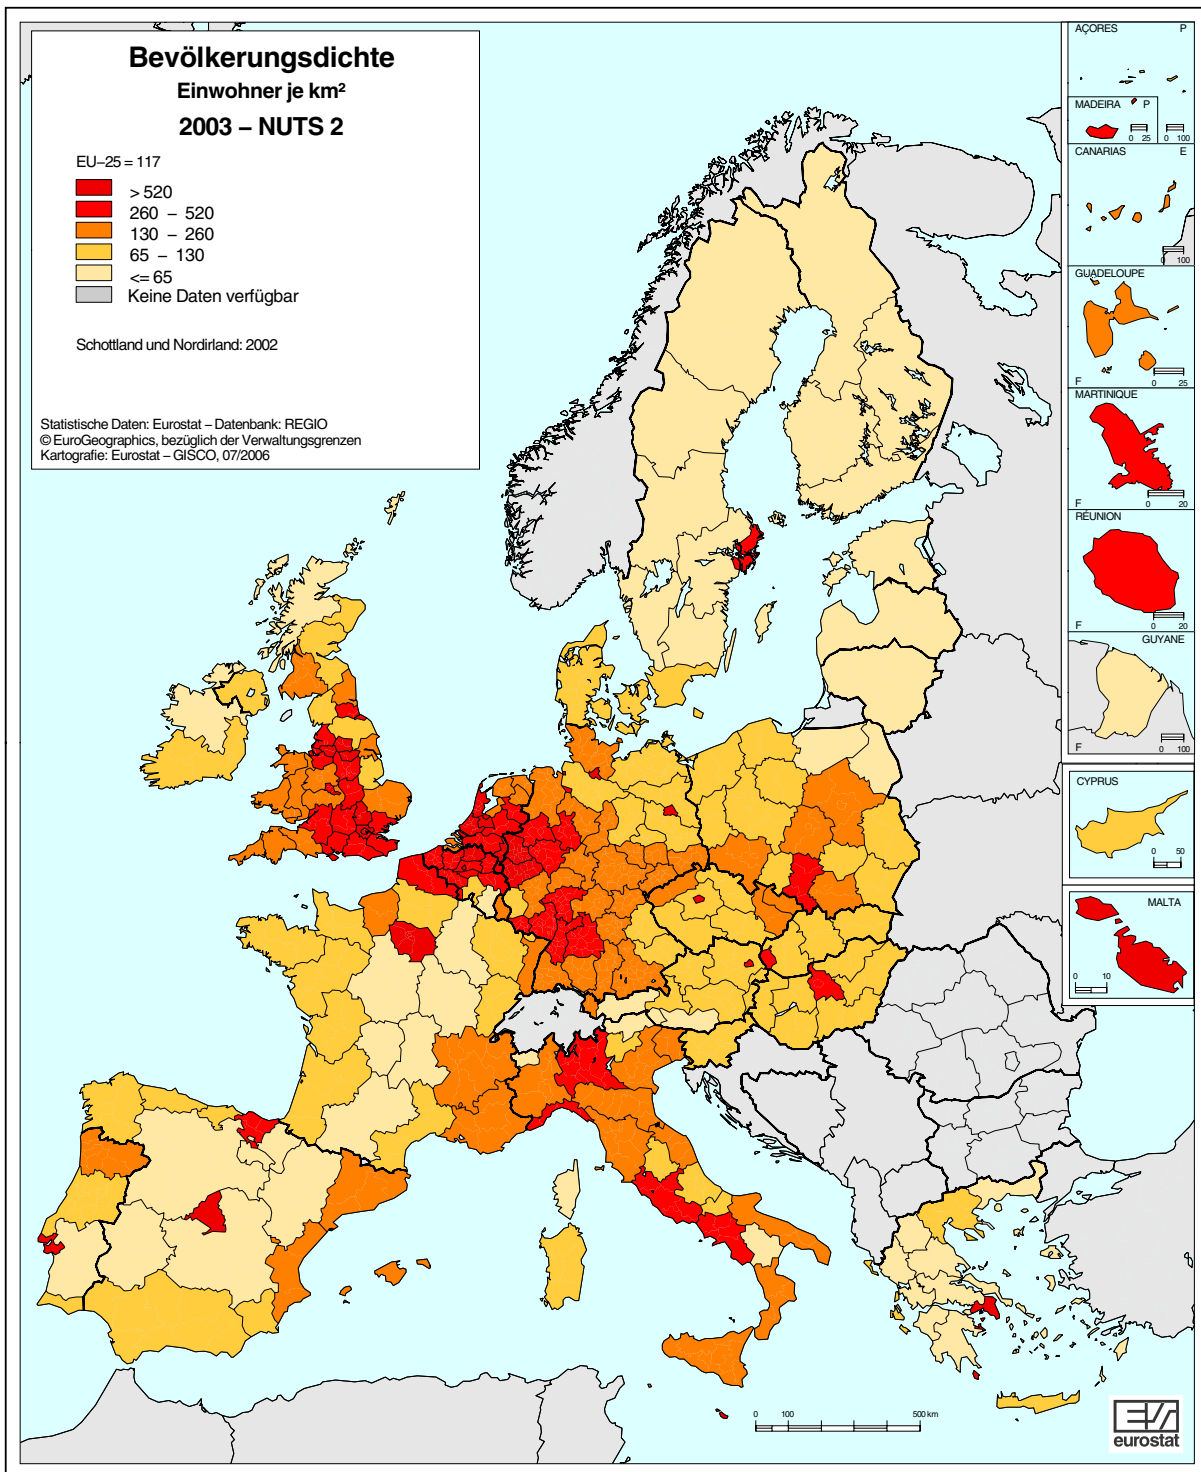 Bevölkerungsdichte
Einwohner je km²
2003 – NUTS 2
EU–25 = 117
> 520
260 – 520
130 – 260
65 – 130
<= 65
Keine Daten verfügbar
Schottland und Nordirland: 2002
Statistische Daten: Eurostat – Datenbank: REGIO
© EuroGeographics, bezüglich der Verwaltungsgrenzen
Kartografie: Eurostat – GISCO, 07/2006
AÇORES P
MADEIRA P
0 25
0 100
CANARIAS E
0 100
GUADELOUPE
F
0 25
MARTINIQUE
F
0 20
RÉUNION
F
0 20
GUYANE
F
0 100
CYPRUS
0 50
MALTA
0 10
0 100 500 km
eurostat